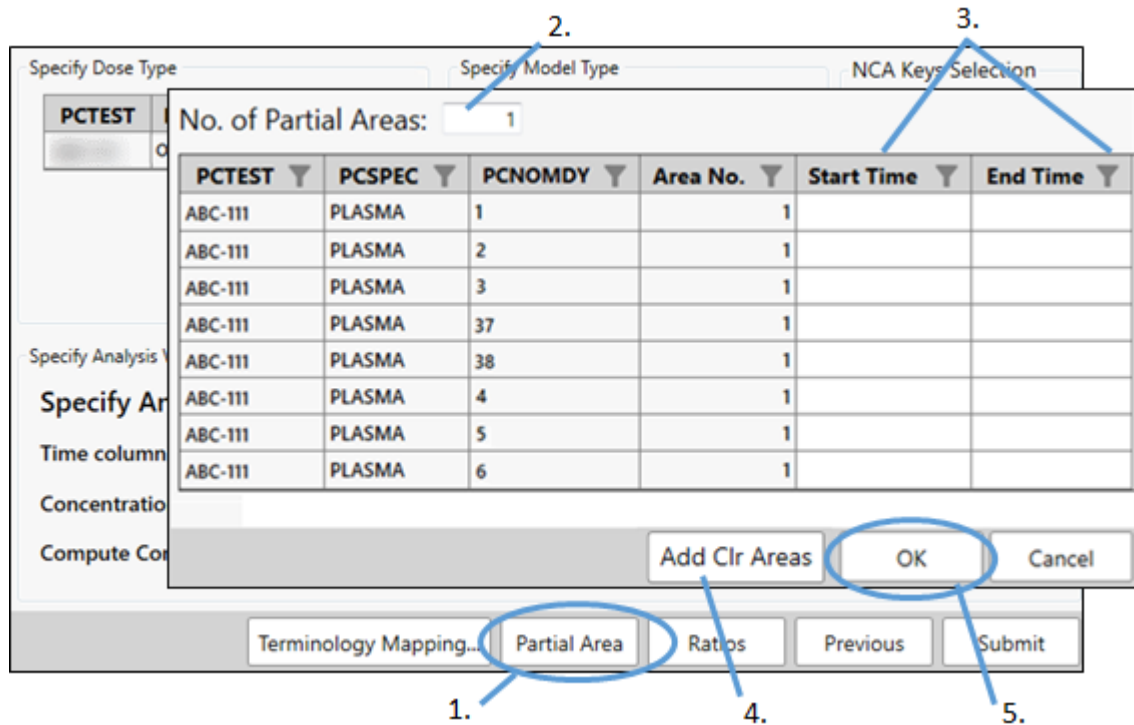 2.
3.
Specify Dose Type Specify Model Type NCA Keys Selection
PCTEST
No. of Partial Areas: 1
PCTEST PCSPEC PCNOMDY Area No. Start Time End Time
ABC-111 PLASMA 1 1
ABC-111 PLASMA 2 1
ABC-111 PLASMA 3 1
ABC-111 PLASMA 37 1
ABC-111 PLASMA 38 1
ABC-111 PLASMA 4 1
ABC-111 PLASMA 5 1
ABC-111 PLASMA 6 1
Specify Analysis
Specify
Time column
Compute
Add Clr Areas OK Cancel
Terminology Mapping... Partial Area Ratios Previous Submit
1.
4.
5.